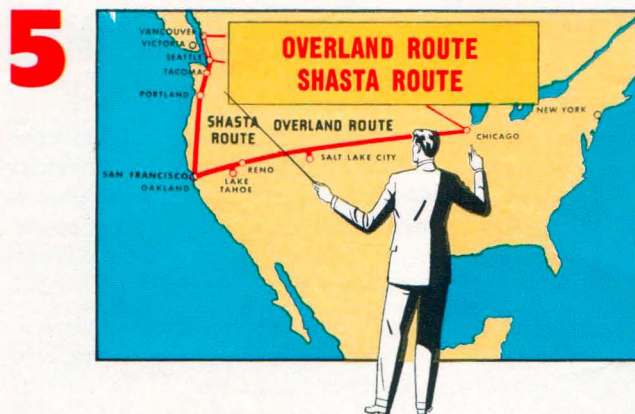 5
OVERLAND ROUTE
SHASTA ROUTE
VANCOUVER
VICTORIA
SEATTLE
TACOMA
PORTLAND
SHASTA
ROUTE
OVERLAND ROUTE
NEW YORK
CHICAGO
SALT LAKE CITY
RENO
LAKE
TAHOE
SAN FRANCISCO
OAKLAND